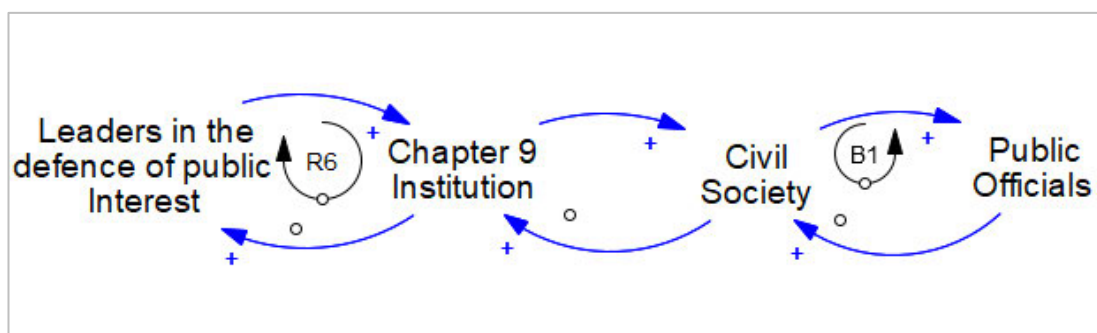 Leaders in the
defence of public
Interest
+
R6
+
Chapter 9
Institution
+
+
Civil
Society
+
B1
+
Public
Officials